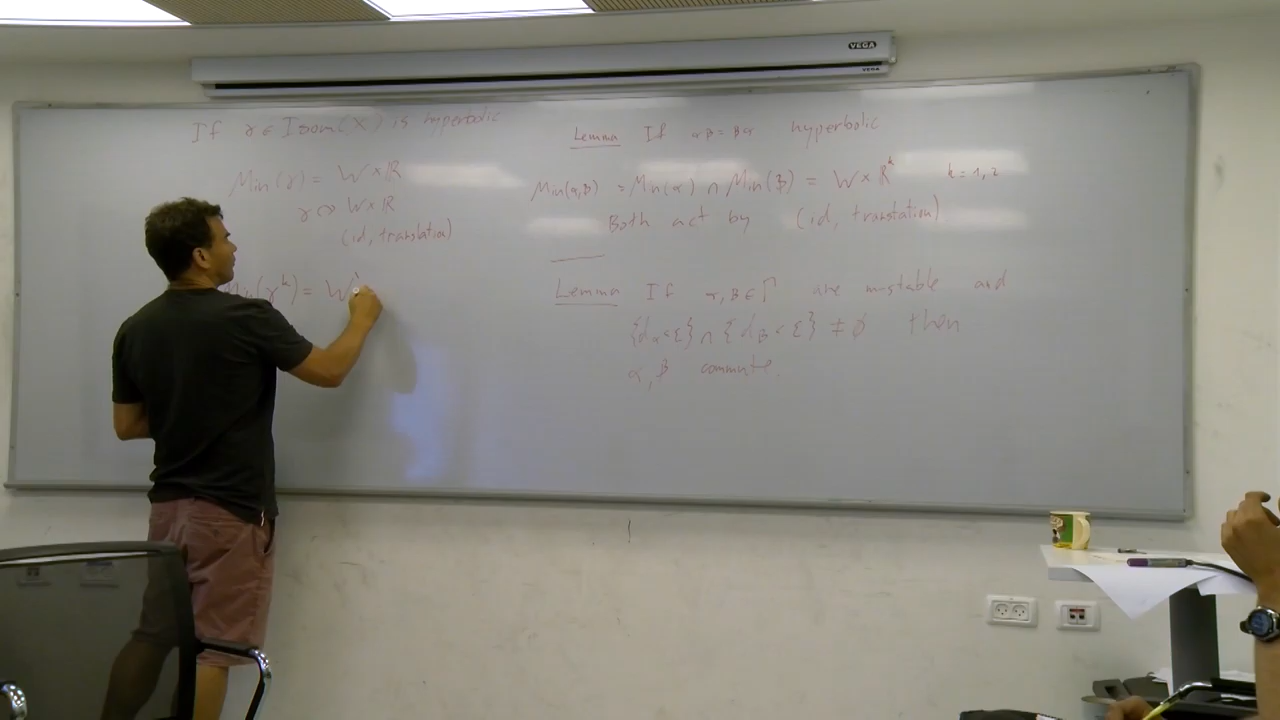 VEGA
VEGA
If γ ∈ Isom(X) is hyperbolic
Min(γ) = W × ℝ
γ ↷ W × ℝ
(id, translation)
Min(γ^k) = W'
Lemma If αβ = βα hyperbolic
Min(α,β) = Min(α) ∩ Min(β) = W × ℝ^k k = 1, 2
Both act by (id, translation)
Lemma If α, β ∈ Γ are m-stable and
{d_α < ε} ∩ {d_β < ε} ≠ ∅ then
α, β commute.